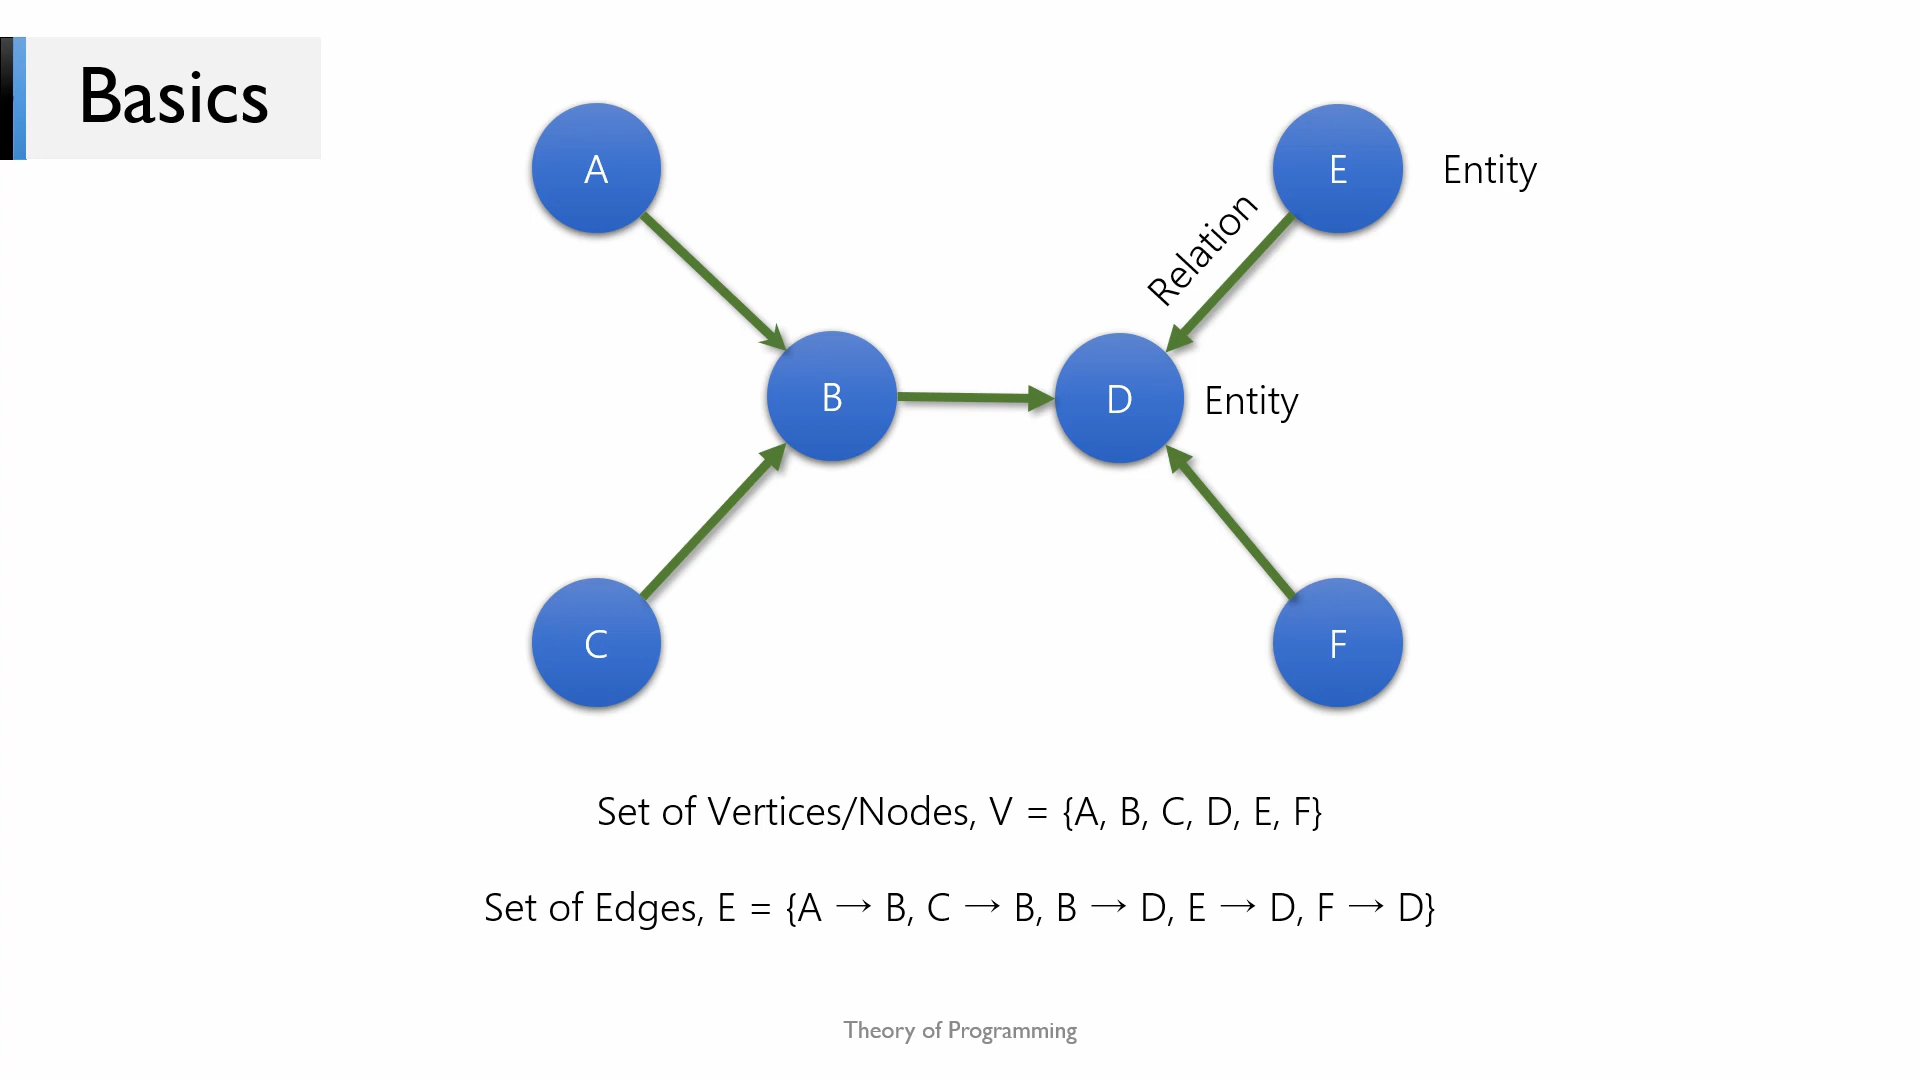 Basics
A
E
Entity
Relation
B
D
Entity
C
F
Set of Vertices/Nodes, V = {A, B, C, D, E, F}
Set of Edges, E = {A → B, C → B, B → D, E → D, F → D}
Theory of Programming